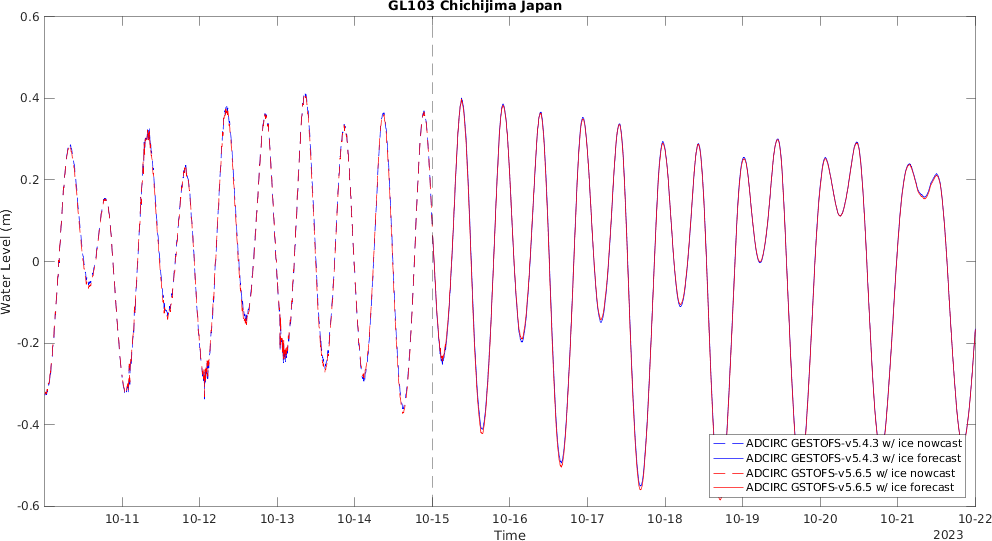 GL103 Chichijima Japan
0.6
0.4
0.2
0
-0.2
-0.4
-0.6
Water Level (m)
ADCIRC GESTOFS-v5.4.3 w/ ice nowcast
ADCIRC GESTOFS-v5.4.3 w/ ice forecast
ADCIRC GSTOFS-v5.6.5 w/ ice nowcast
ADCIRC GSTOFS-v5.6.5 w/ ice forecast
10-11 10-12 10-13 10-14 10-15 10-16 10-17 10-18 10-19 10-20 10-21 10-22
Time
2023